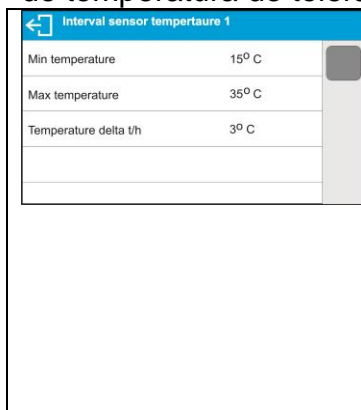 Interval sensor tempertaure 1
Min temperature 15⁰ C
Max temperature 35⁰ C
Temperature delta t/h 3⁰ C